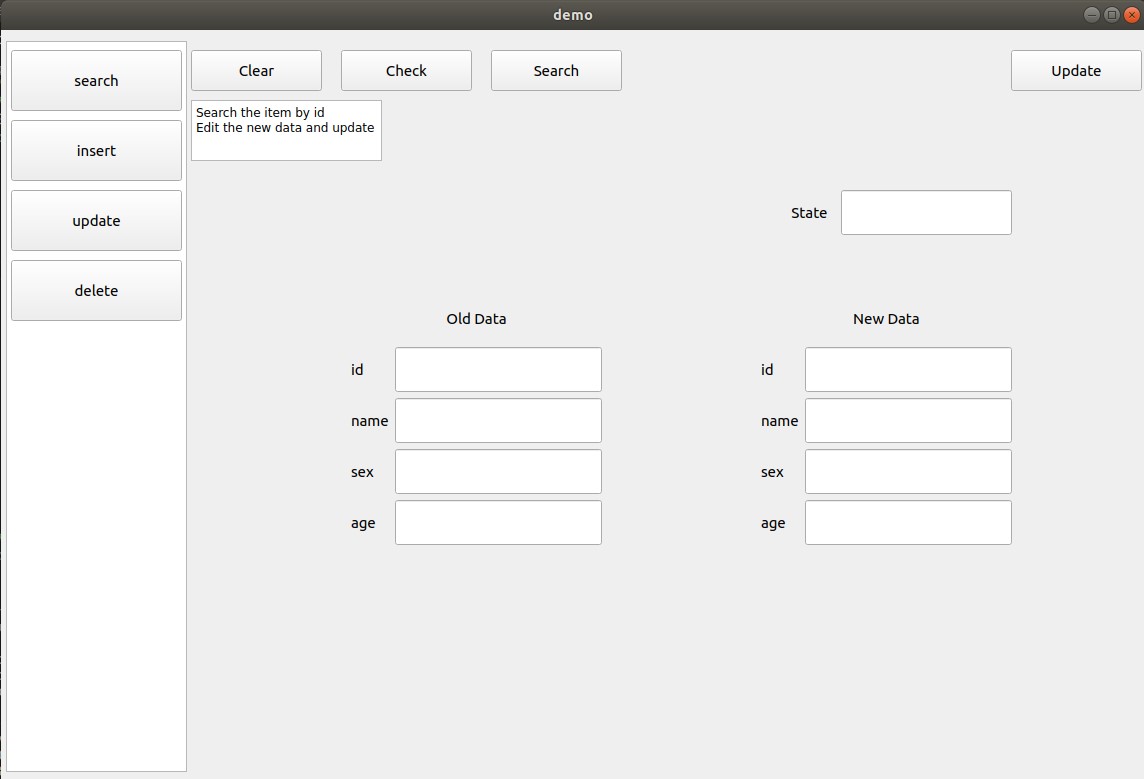 demo
search
insert
update
delete
Clear
Check
Search
Update
Search the item by id
Edit the new data and update
State
Old Data
id
name
sex
age
New Data
id
name
sex
age